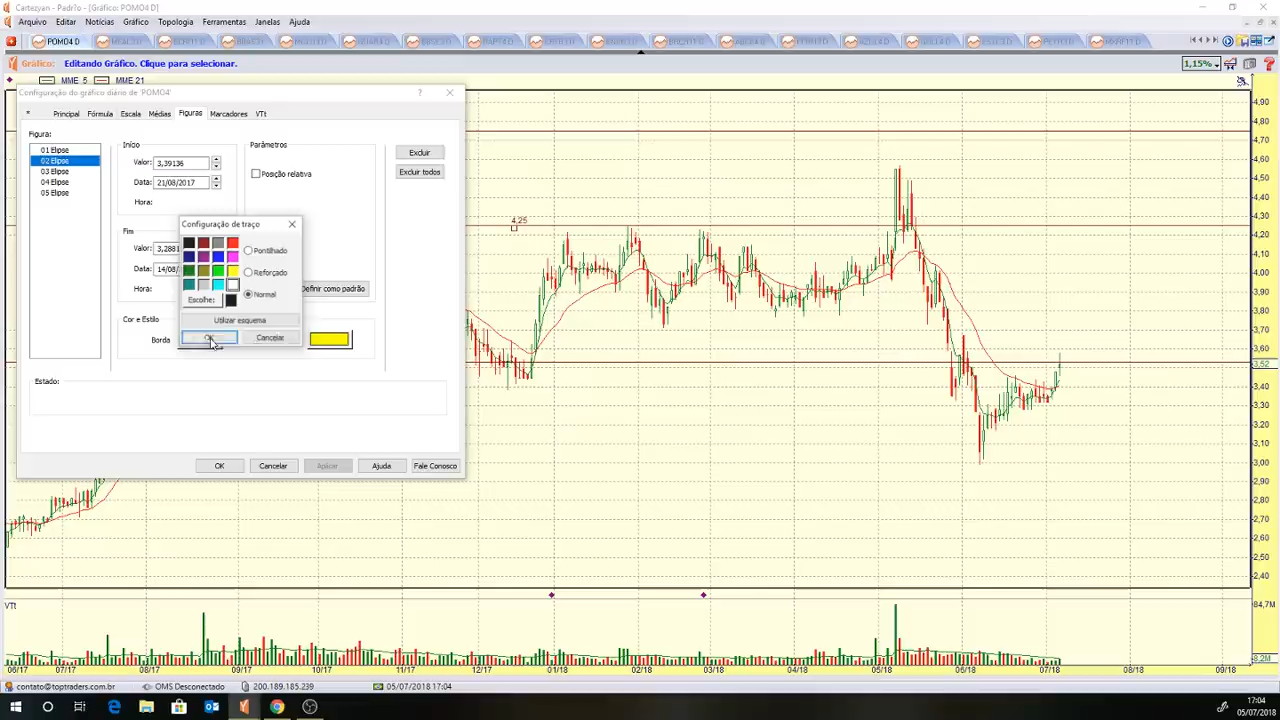 Cartezyan - Padr?o - [Gráfico: POMO4 D]
Arquivo Editar Notícias Gráfico Topologia Ferramentas Janelas Ajuda
POMO4 D
Gráfico: Editando Gráfico. Clique para selecionar. 1,15%
MME 5 MME 21
Configuração do gráfico diário de 'POMO4'
* Principal Fórmula Escala Médias Figuras Marcadores VTt
Figura:
01 Elipse
02 Elipse
03 Elipse
04 Elipse
05 Elipse
Início
Valor: 3,39136
Data: 21/08/2017
Hora:
Parâmetros
Posição relativa
Excluir
Excluir todos
Fim
Valor: 3,2881
Data: 14/08/
Hora:
Definir como padrão
Cor e Estilo
Borda
Configuração de traço
Pontilhado
Reforçado
Normal
Escolhe:
Utilizar esquema
OK Cancelar
Estado:
OK Cancelar Aplicar Ajuda Fale Conosco
4,25
4,90
4,80
4,70
4,60
4,50
4,40
4,30
4,20
4,10
4,00
3,90
3,80
3,70
3,60
3,52
3,40
3,30
3,20
3,10
3,00
2,90
2,80
2,70
2,60
2,50
2,40
VTt
84,7M
8,2M
06/17 07/17 08/17 09/17 10/17 11/17 12/17 01/18 02/18 03/18 04/18 05/18 06/18 07/18 08/18 09/18
contato@toptraders.com.br OMS Desconectado 200.189.185.239 05/07/2018 17:04
17:04
05/07/2018